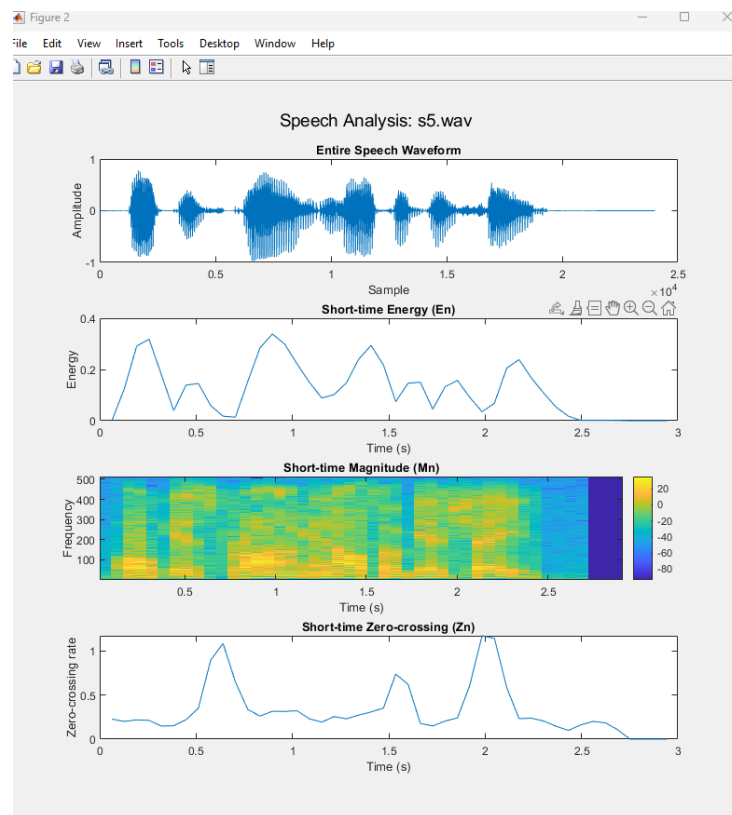 Figure 2
File Edit View Insert Tools Desktop Window Help
Speech Analysis: s5.wav
Entire Speech Waveform
1
0
-1
Amplitude
0 0.5 1 1.5 2 2.5
Sample
×10⁴
Short-time Energy (En)
0.4
0.2
0
Energy
0 0.5 1 1.5 2 2.5 3
Time (s)
Short-time Magnitude (Mn)
500
400
300
200
100
Frequency
20
0
-20
-40
-60
-80
0.5 1 1.5 2 2.5
Time (s)
Short-time Zero-crossing (Zn)
1
0.5
0
Zero-crossing rate
0 0.5 1 1.5 2 2.5 3
Time (s)